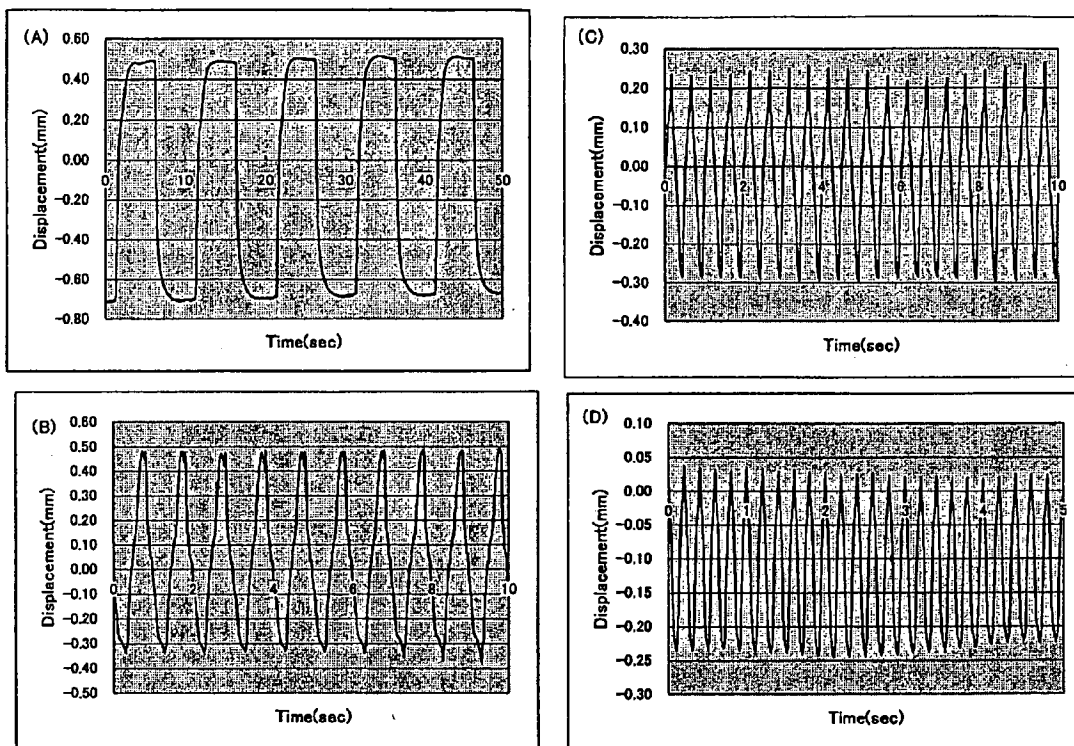 (A)
0.60
0.40
0.20
0.00
-0.20
-0.40
-0.60
-0.80
0 10 20 30 40 50
Displacement(mm)
Time(sec)
(C)
0.30
0.20
0.10
0.00
-0.10
-0.20
-0.30
-0.40
0 2 4 6 8 10
Displacement(mm)
Time(sec)
(B)
0.60
0.50
0.40
0.30
0.20
0.10
0.00
-0.10
-0.20
-0.30
-0.40
-0.50
0 2 4 6 8 10
Displacement(mm)
Time(sec)
(D)
0.10
0.05
0.00
-0.05
-0.10
-0.15
-0.20
-0.25
-0.30
0 1 2 3 4 5
Displacement(mm)
Time(sec)